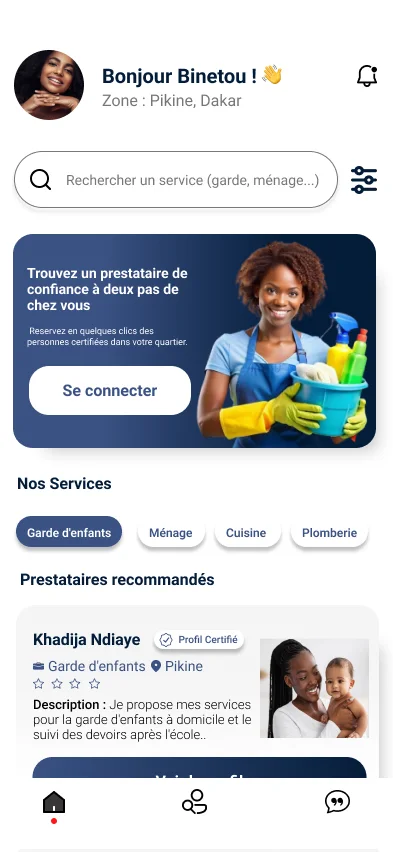 Bonjour Binetou ! 👋
Zone : Pikine, Dakar
Rechercher un service (garde, ménage...)
Trouvez un prestataire de
confiance à deux pas de
chez vous
Reservez en quelques clics des
personnes certifiées dans votre quartier.
Se connecter
Nos Services
Garde d'enfants
Ménage
Cuisine
Plomberie
Prestataires recommandés
Khadija Ndiaye
Profil Certifié
Garde d'enfants
Pikine
Description : Je propose mes services
pour la garde d'enfants à domicile et le
suivi des devoirs après l'école..